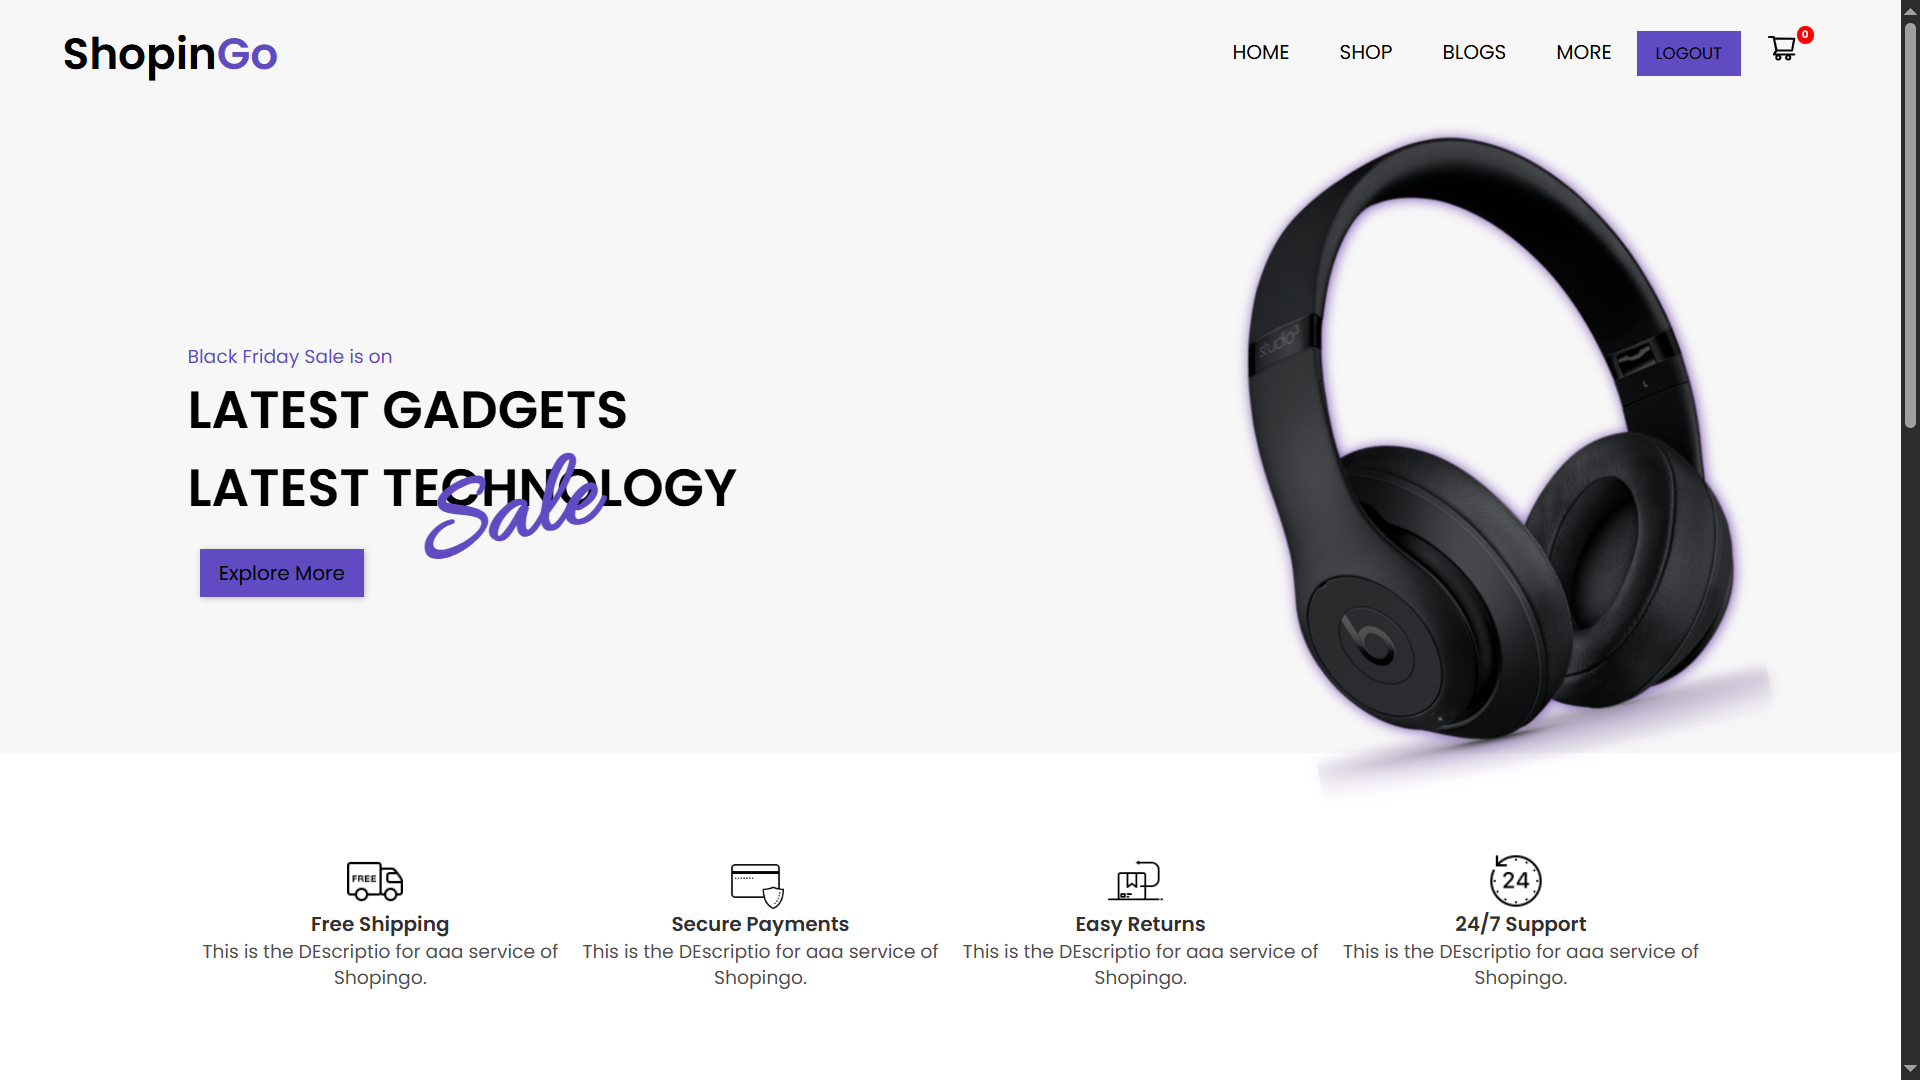 ShopinGo
HOME
SHOP
BLOGS
MORE
LOGOUT
0
studio3
L
Black Friday Sale is on
LATEST GADGETS
LATEST TECHNOLOGY
Sale
Explore More
b
FREE
Free Shipping
This is the DEscriptio for aaa service of
Shopingo.
Secure Payments
This is the DEscriptio for aaa service of
Shopingo.
Easy Returns
This is the DEscriptio for aaa service of
Shopingo.
24
24/7 Support
This is the DEscriptio for aaa service of
Shopingo.